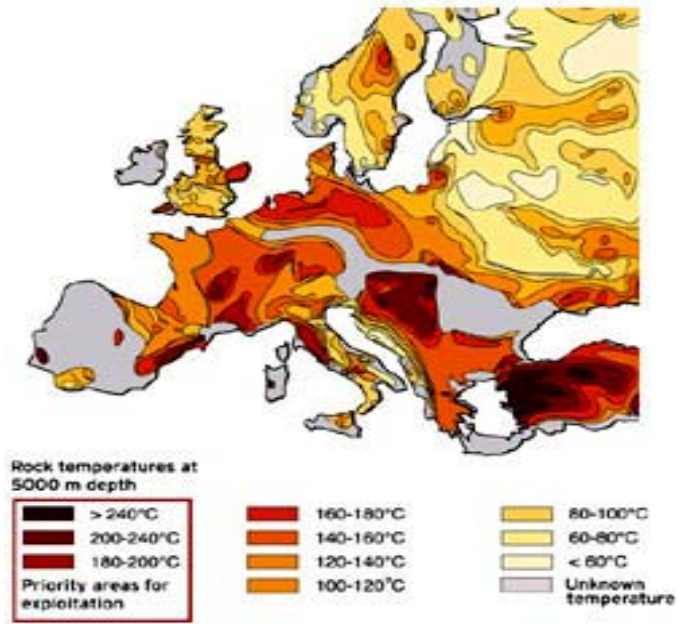 Rock temperatures at
5000 m depth
> 240°C
200-240°C
180-200°C
Priority areas for
exploitation
160-180°C
140-160°C
120-140°C
100-120°C
80-100°C
60-80°C
< 60°C
Unknown
temperature